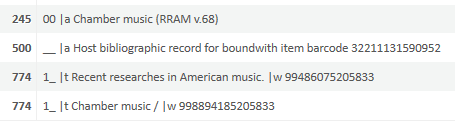 245 00 |a Chamber music (RRAM v.68)
500 __ |a Host bibliographic record for boundwith item barcode 32211131590952
774 1_ |t Recent researches in American music. |w 99486075205833
774 1_ |t Chamber music / |w 998894185205833